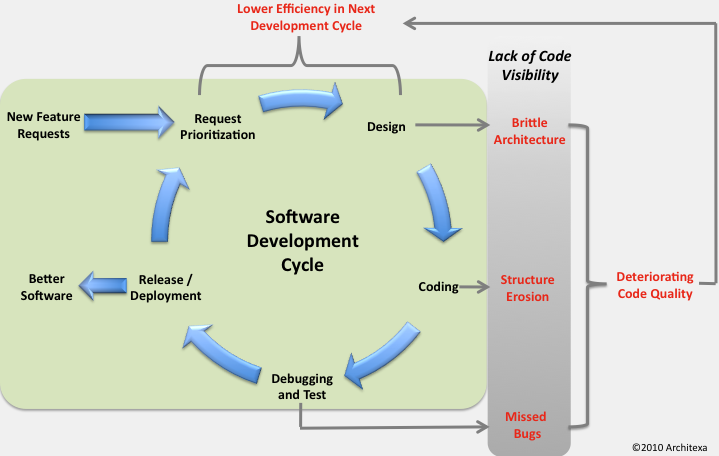 Lower Efficiency in Next
Development Cycle
Lack of Code
Visibility
New Feature
Requests
Request
Prioritization
Design
Brittle
Architecture
Software
Development
Cycle
Better
Software
Release /
Deployment
Coding
Structure
Erosion
Deteriorating
Code Quality
Debugging
and Test
Missed
Bugs
©2010 Architexa